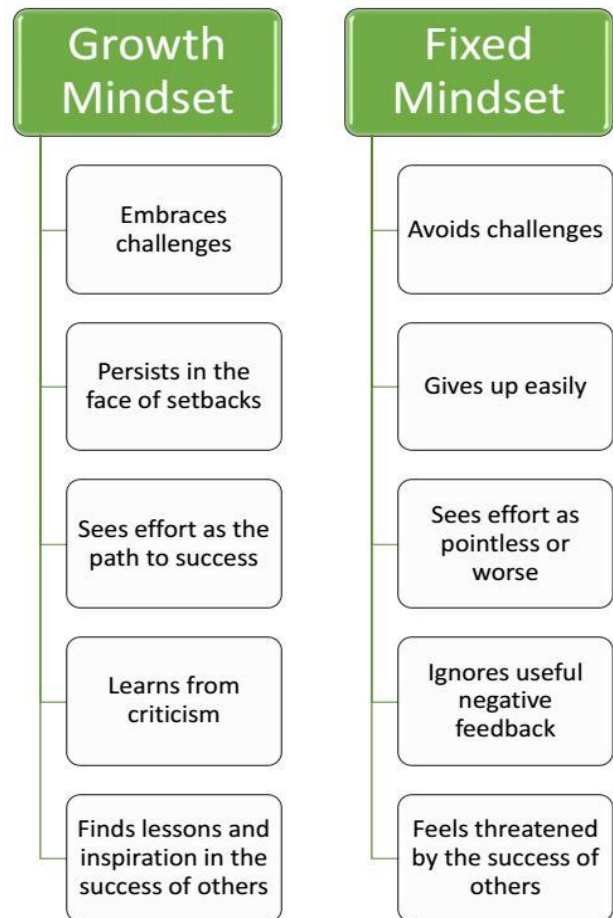 Growth
Mindset
Embraces
challenges
Persists in the
face of setbacks
Sees effort as the
path to success
Learns from
criticism
Finds lessons and
inspiration in the
success of others
Fixed
Mindset
Avoids challenges
Gives up easily
Sees effort as
pointless or
worse
Ignores useful
negative
feedback
Feels threatened
by the success of
others